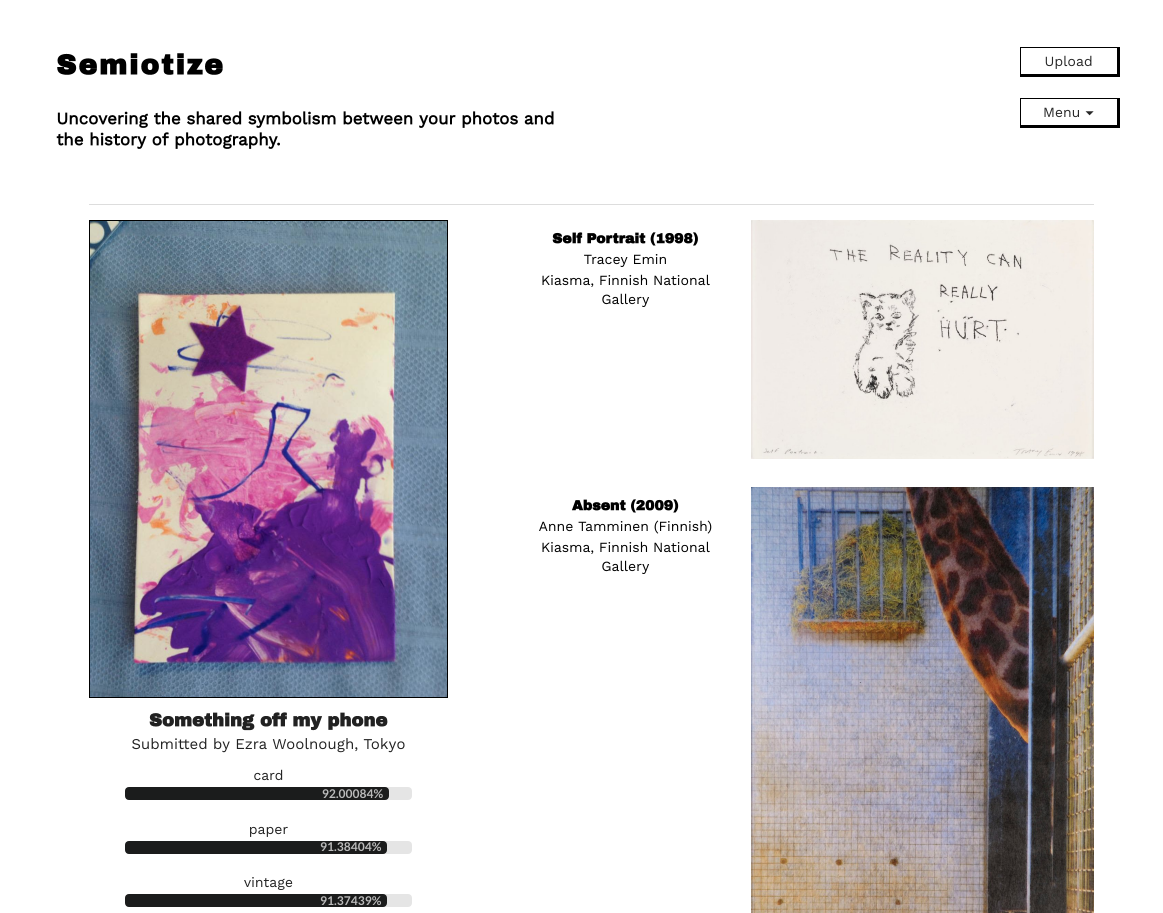 Semiotize
Upload
Uncovering the shared symbolism between your photos and
the history of photography.
Menu
Something off my phone
Submitted by Ezra Woolnough, Tokyo
card
92.00084%
paper
91.38404%
vintage
91.37439%
Self Portrait (1998)
Tracey Emin
Kiasma, Finnish National
Gallery
THE REALITY CAN
REALLY
HURT
Absent (2009)
Anne Tamminen (Finnish)
Kiasma, Finnish National
Gallery